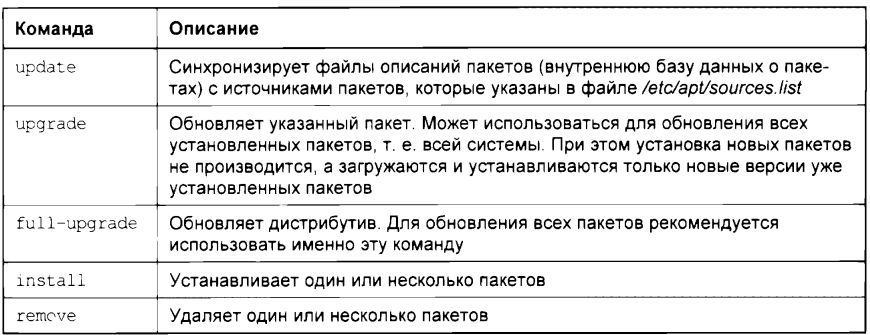 Команда Описание
update Синхронизирует файлы описаний пакетов (внутреннюю базу данных о паке-
тах) с источниками пакетов, которые указаны в файле /etc/apt/sources.list
upgrade Обновляет указанный пакет. Может использоваться для обновления всех
установленных пакетов, т. е. всей системы. При этом установка новых пакетов
не производится, а загружаются и устанавливаются только новые версии уже
установленных пакетов
full-upgrade Обновляет дистрибутив. Для обновления всех пакетов рекомендуется
использовать именно эту команду
install Устанавливает один или несколько пакетов
remove Удаляет один или несколько пакетов